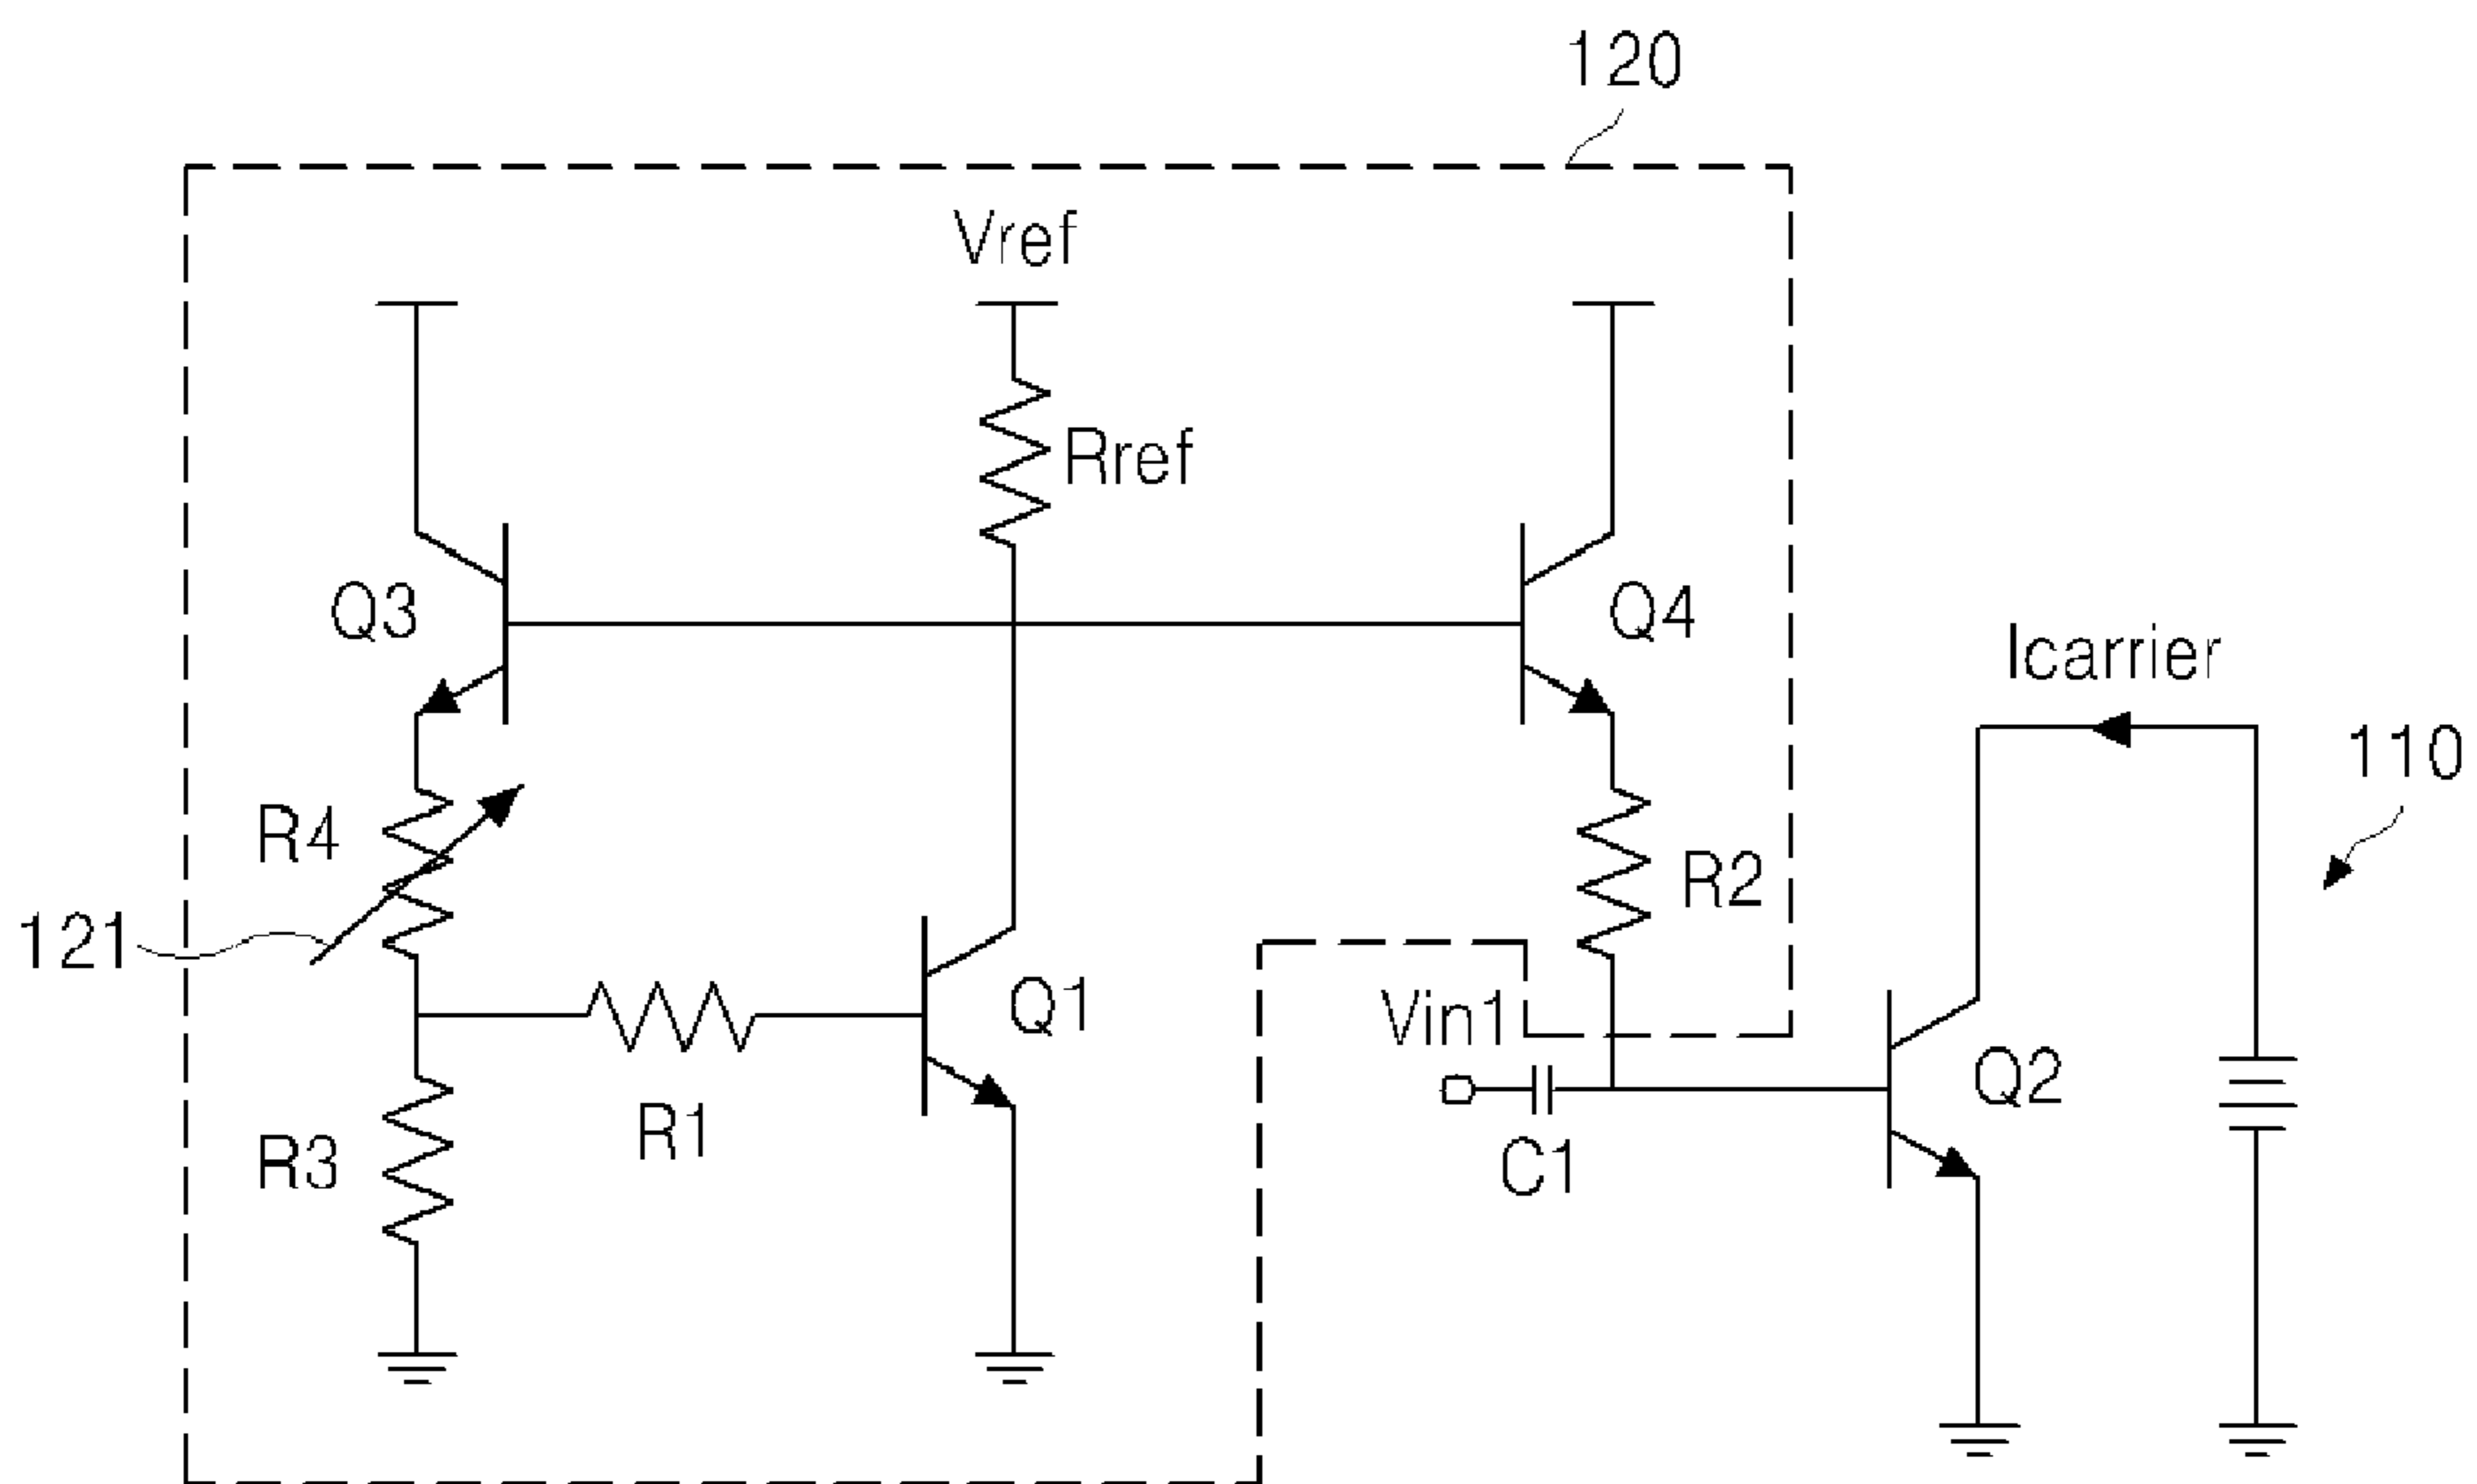 120
Vref
Rref
Q3
Q4
Icarrier
110
R4
R2
121
Q1
Vin1
Q2
R1
C1
R3